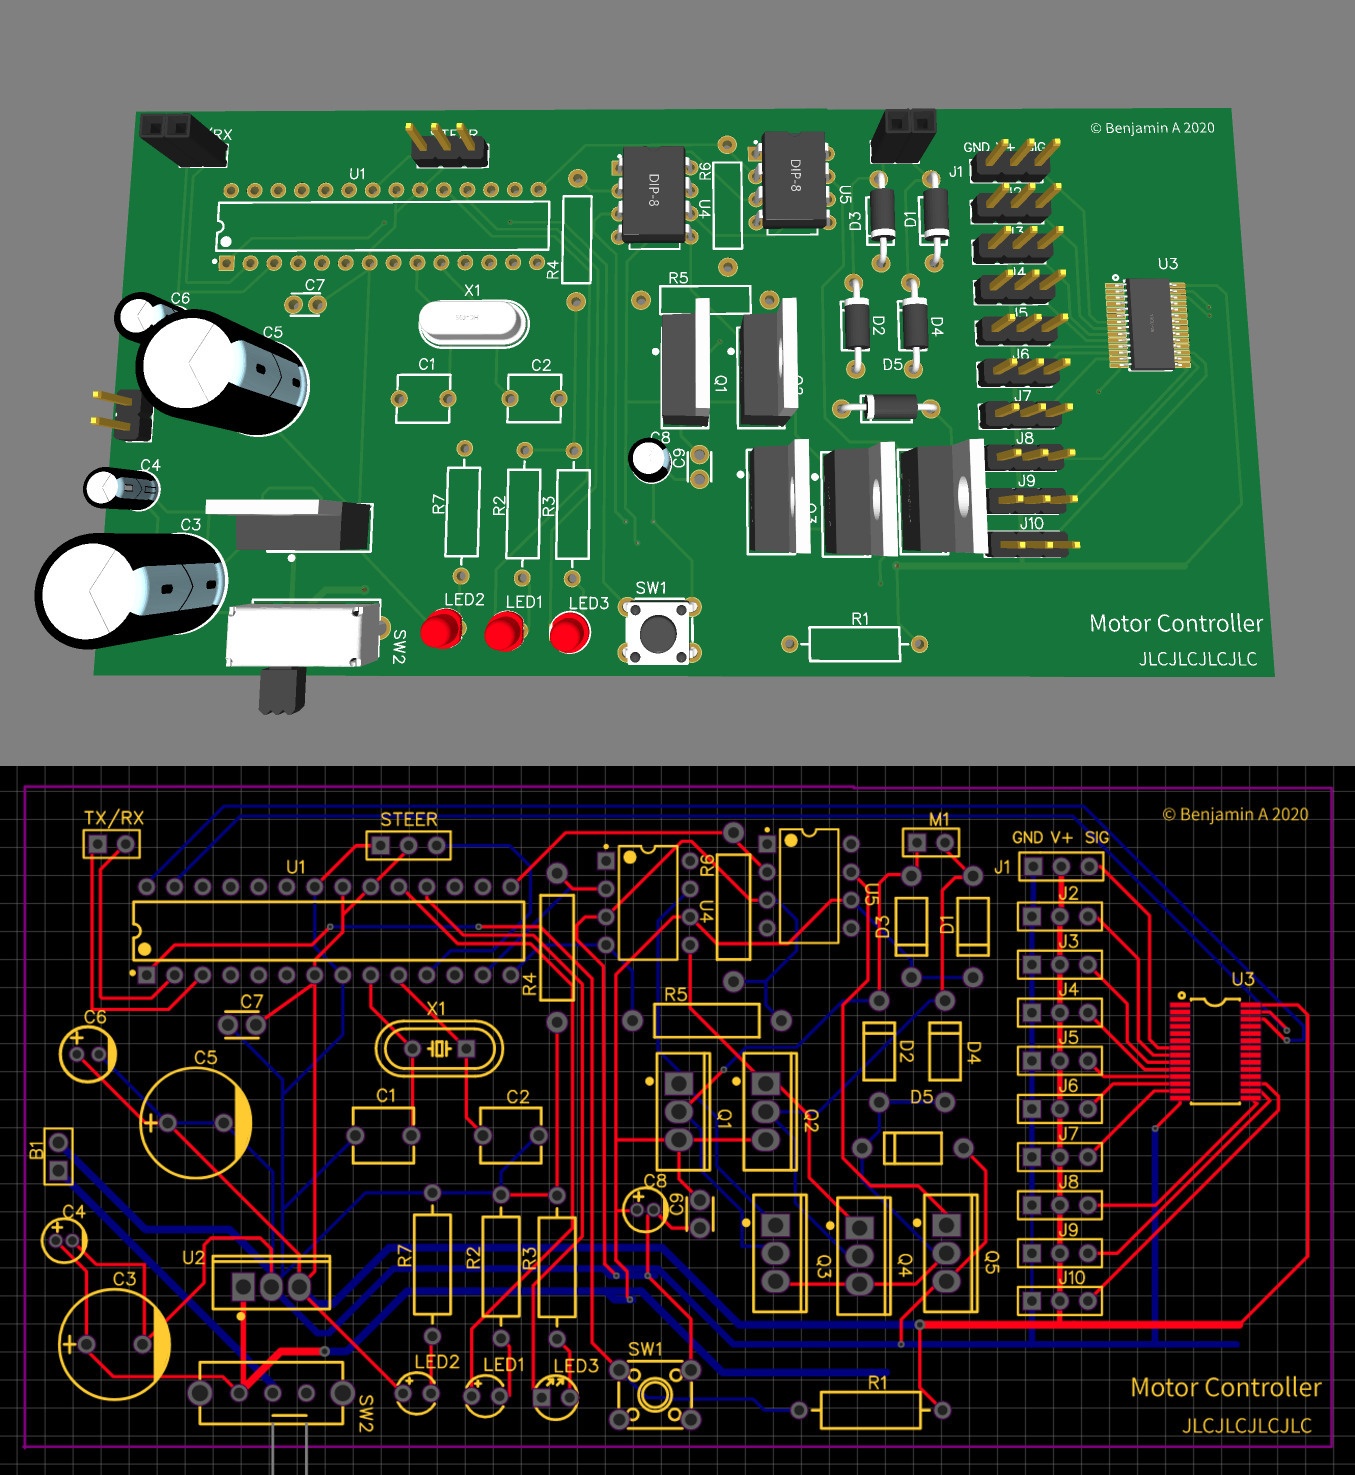 /RX
STEER
© Benjamin A 2020
GND V+ SIG
J1
J2
J3
J4
J5
J6
J7
J8
J9
J10
U1
DIP-8
R6
U4
DIP-8
U5
D3
D1
U3
R4
C7
C6
X1
R5
C5
D2
D4
D5
Q1
C1
C2
C8
C9
C4
R7
R2
R3
C3
LED2
LED1
LED3
SW1
SW2
R1
Motor Controller
JLCJLCJLCJLC
TX/RX
STEER
M1
© Benjamin A 2020
GND V+ SIG
U1
J1
J2
J3
J4
J5
J6
J7
J8
J9
J10
R6
U4
U5
D3
D1
U3
R4
C7
X1
R5
C6
C5
D2
D4
D5
C1
C2
Q1
Q2
B1
C8
C9
C4
U2
R7
R2
R3
Q3
Q4
Q5
C3
LED2
LED1
LED3
SW1
SW2
R1
Motor Controller
JLCJLCJLCJLC